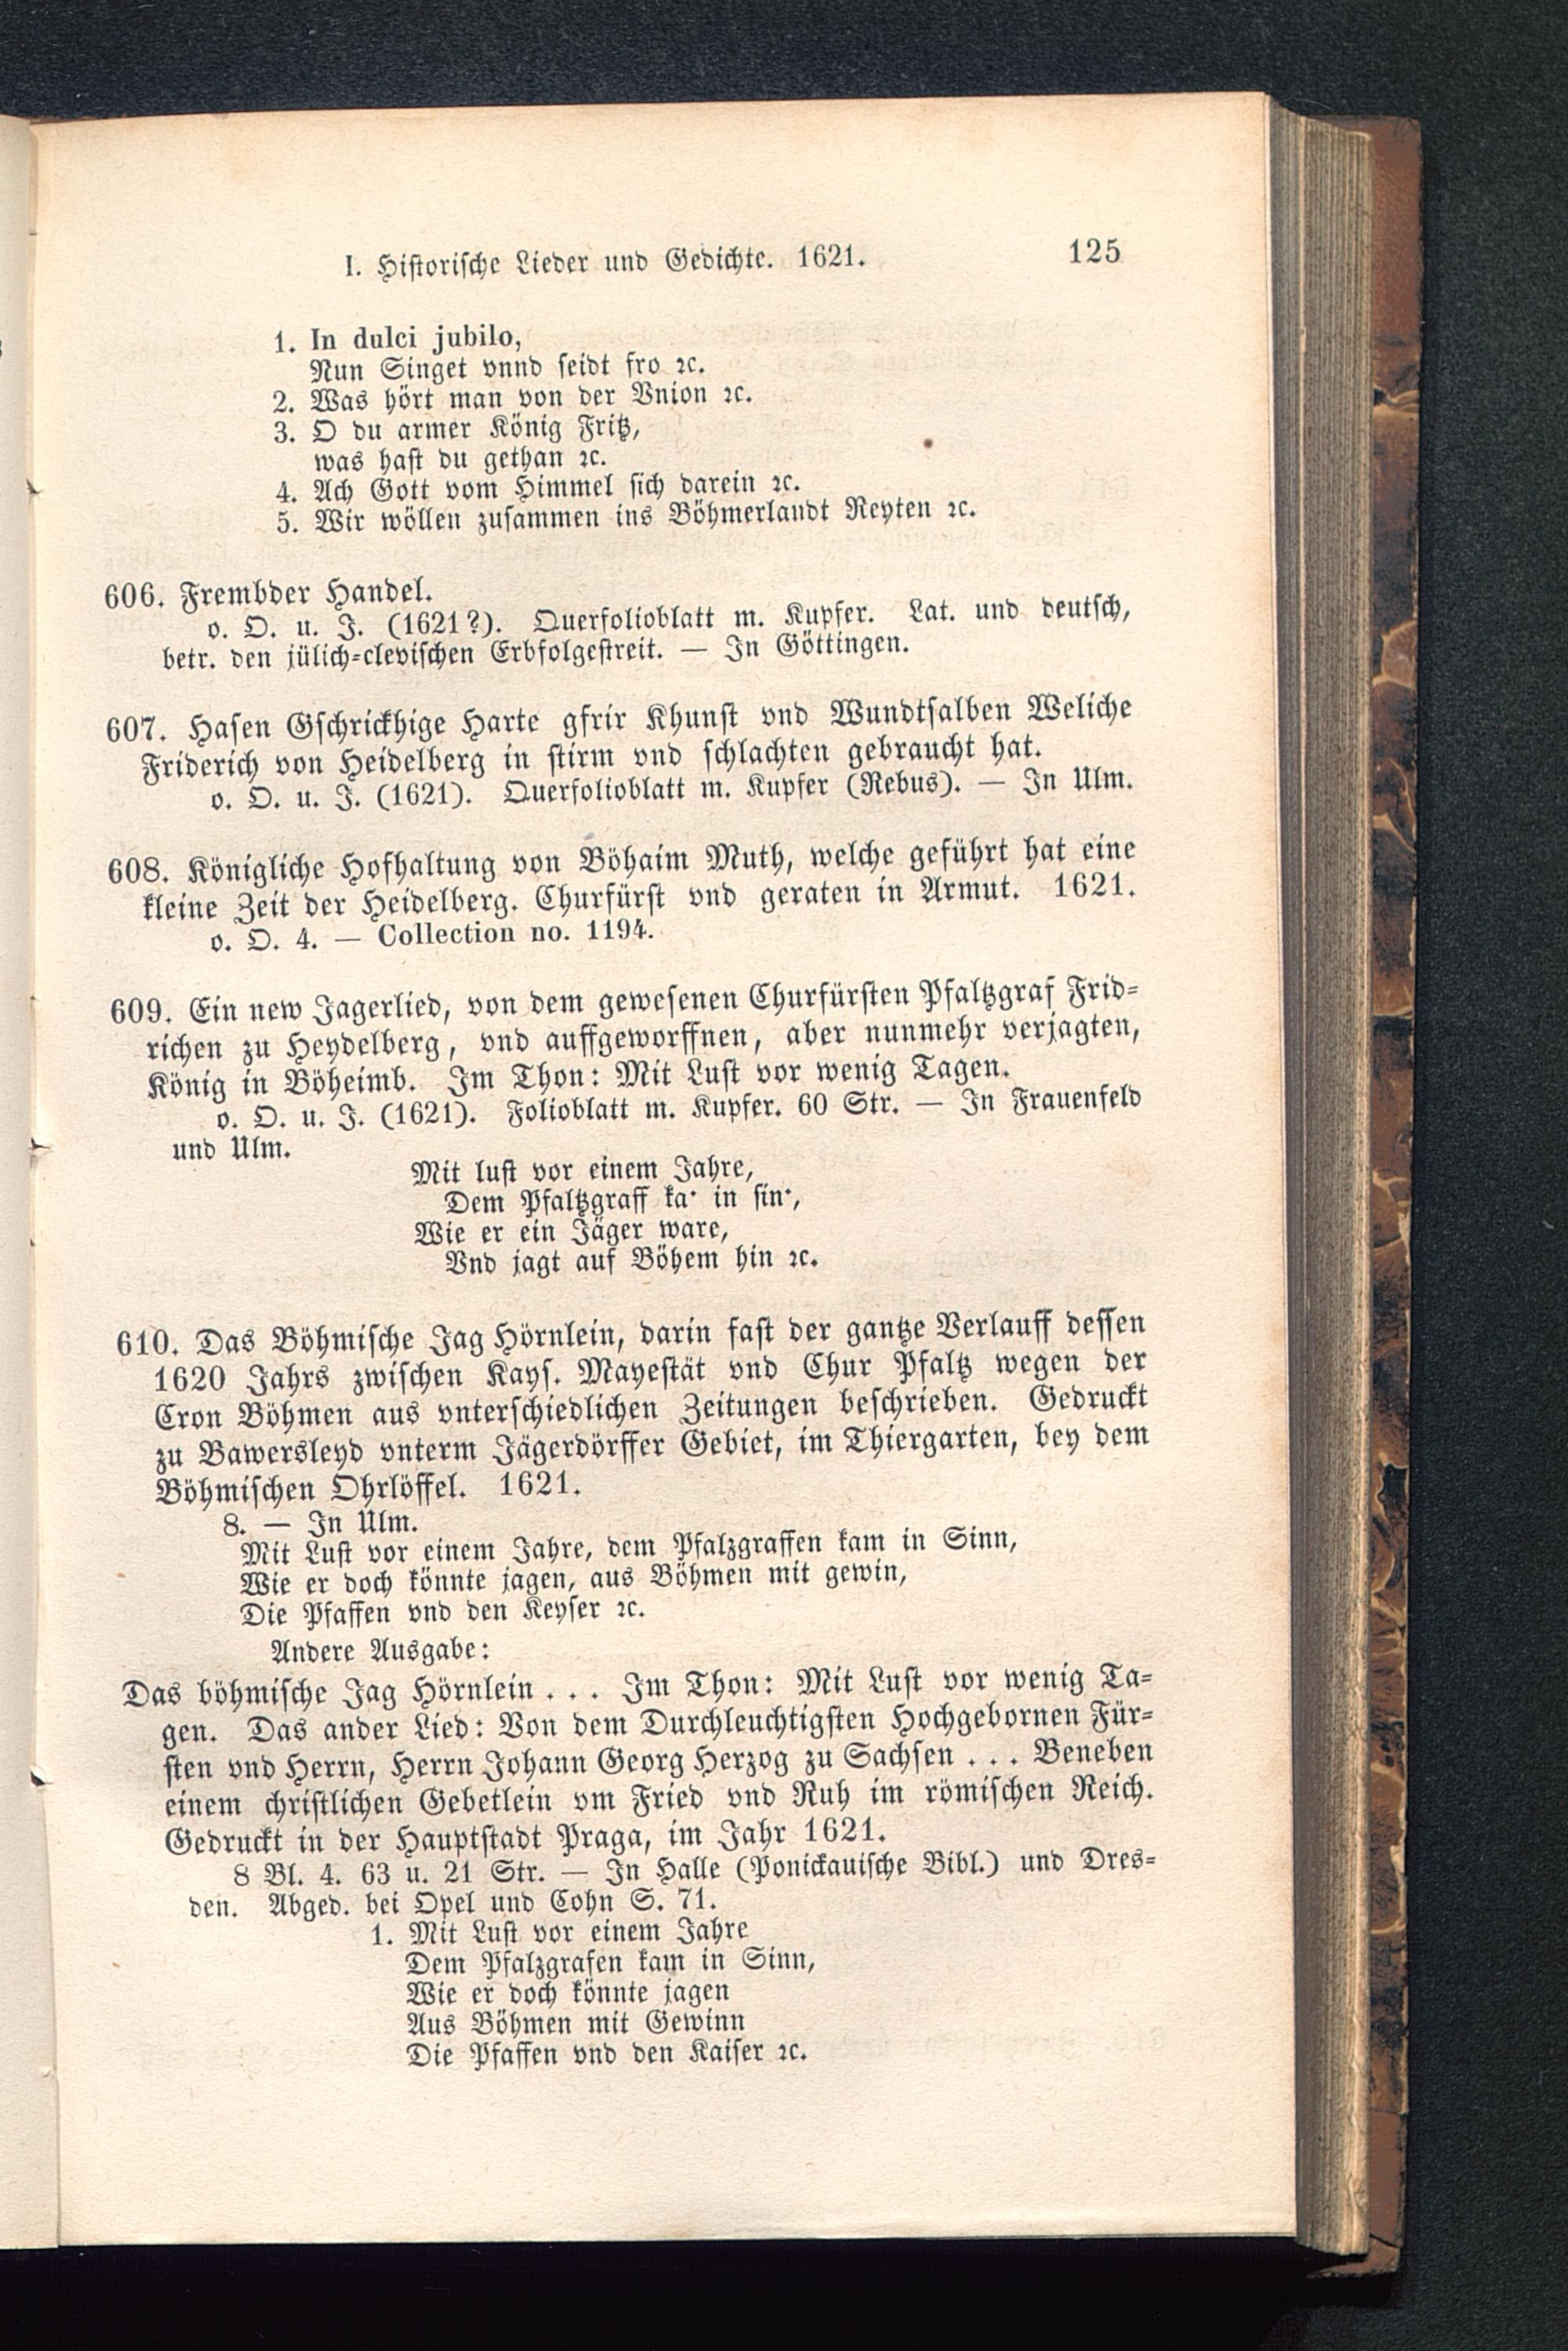 I. Historische Lieder und Gedichte. 1621. 125
1. In dulci jubilo,
Nun Singet vnnd seidt fro ꝛc.
2. Was hört man von der Vnion ꝛc.
3. O du armer König Fritz,
was hast du gethan ꝛc.
4. Ach Gott vom Himmel sich darein ꝛc.
5. Wir wöllen zusammen ins Böhmerlandt Reyten ꝛc.
606. Frembder Handel.
o. O. u. J. (1621?). Querfolioblatt m. Kupfer. Lat. und deutsch,
betr. den jülich-clevischen Erbfolgestreit. — In Göttingen.
607. Hasen Gschrickhige Harte gfrir Khunst vnd Wundtsalben Weliche
Friderich von Heidelberg in stirm vnd schlachten gebraucht hat.
o. O. u. J. (1621). Querfolioblatt m. Kupfer (Rebus). — In Ulm.
608. Königliche Hofhaltung von Böhaim Muth, welche geführt hat eine
kleine Zeit der Heidelberg. Churfürst vnd geraten in Armut. 1621.
o. O. 4. — Collection no. 1194.
609. Ein new Jagerlied, von dem gewesenen Churfürsten Pfaltzgraf Frid-
richen zu Heydelberg, vnd auffgeworffnen, aber nunmehr verjagten,
König in Böheimb. Im Thon: Mit Lust vor wenig Tagen.
o. O. u. J. (1621). Folioblatt m. Kupfer. 60 Str. — In Frauenfeld
und Ulm.
Mit lust vor einem Jahre,
Dem Pfaltzgraff ka· in sin·,
Wie er ein Jäger ware,
Vnd jagt auf Böhem hin ꝛc.
610. Das Böhmische Jag Hörnlein, darin fast der gantze Verlauff dessen
1620 Jahrs zwischen Kays. Mayestät vnd Chur Pfaltz wegen der
Cron Böhmen aus vnterschiedlichen Zeitungen beschrieben. Gedruckt
zu Bawersleyd vnterm Jägerdörffer Gebiet, im Thiergarten, bey dem
Böhmischen Ohrlöffel. 1621.
8. — In Ulm.
Mit Lust vor einem Jahre, dem Pfalzgraffen kam in Sinn,
Wie er doch könnte jagen, aus Böhmen mit gewin,
Die Pfaffen vnd den Keyser ꝛc.
Andere Ausgabe:
Das böhmische Jag Hörnlein . . . Im Thon: Mit Lust vor wenig Ta-
gen. Das ander Lied: Von dem Durchleuchtigsten Hochgebornen Für-
sten vnd Herrn, Herrn Johann Georg Herzog zu Sachsen . . . Beneben
einem christlichen Gebetlein vm Fried vnd Ruh im römischen Reich.
Gedruckt in der Hauptstadt Praga, im Jahr 1621.
8 Bl. 4. 63 u. 21 Str. — In Halle (Ponickauische Bibl.) und Dres-
den. Abged. bei Opel und Cohn S. 71.
1. Mit Lust vor einem Jahre
Dem Pfalzgrafen kam in Sinn,
Wie er doch könnte jagen
Aus Böhmen mit Gewinn
Die Pfaffen vnd den Kaiser ꝛc.